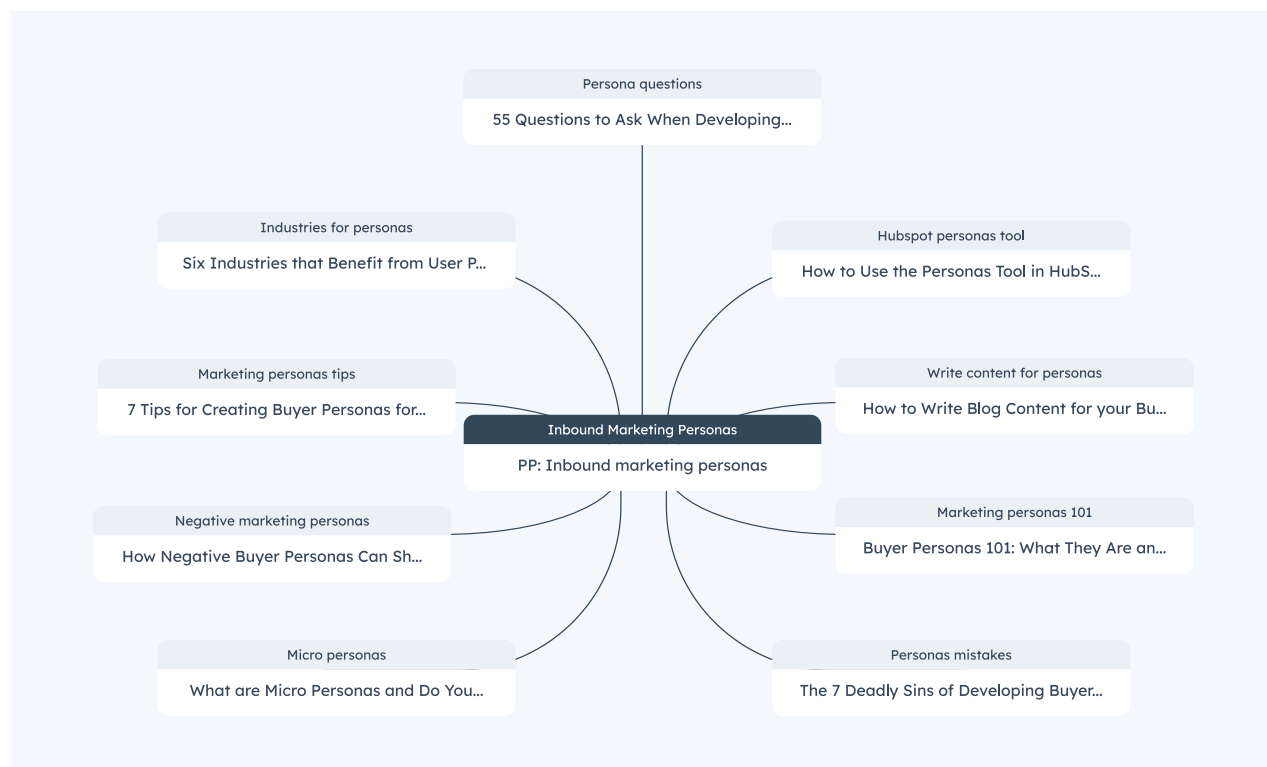 Persona questions
55 Questions to Ask When Developing...
Industries for personas
Six Industries that Benefit from User P...
Hubspot personas tool
How to Use the Personas Tool in HubS...
Marketing personas tips
7 Tips for Creating Buyer Personas for...
Write content for personas
How to Write Blog Content for your Bu...
Inbound Marketing Personas
PP: Inbound marketing personas
Negative marketing personas
How Negative Buyer Personas Can Sh...
Marketing personas 101
Buyer Personas 101: What They Are an...
Micro personas
What are Micro Personas and Do You...
Personas mistakes
The 7 Deadly Sins of Developing Buyer...